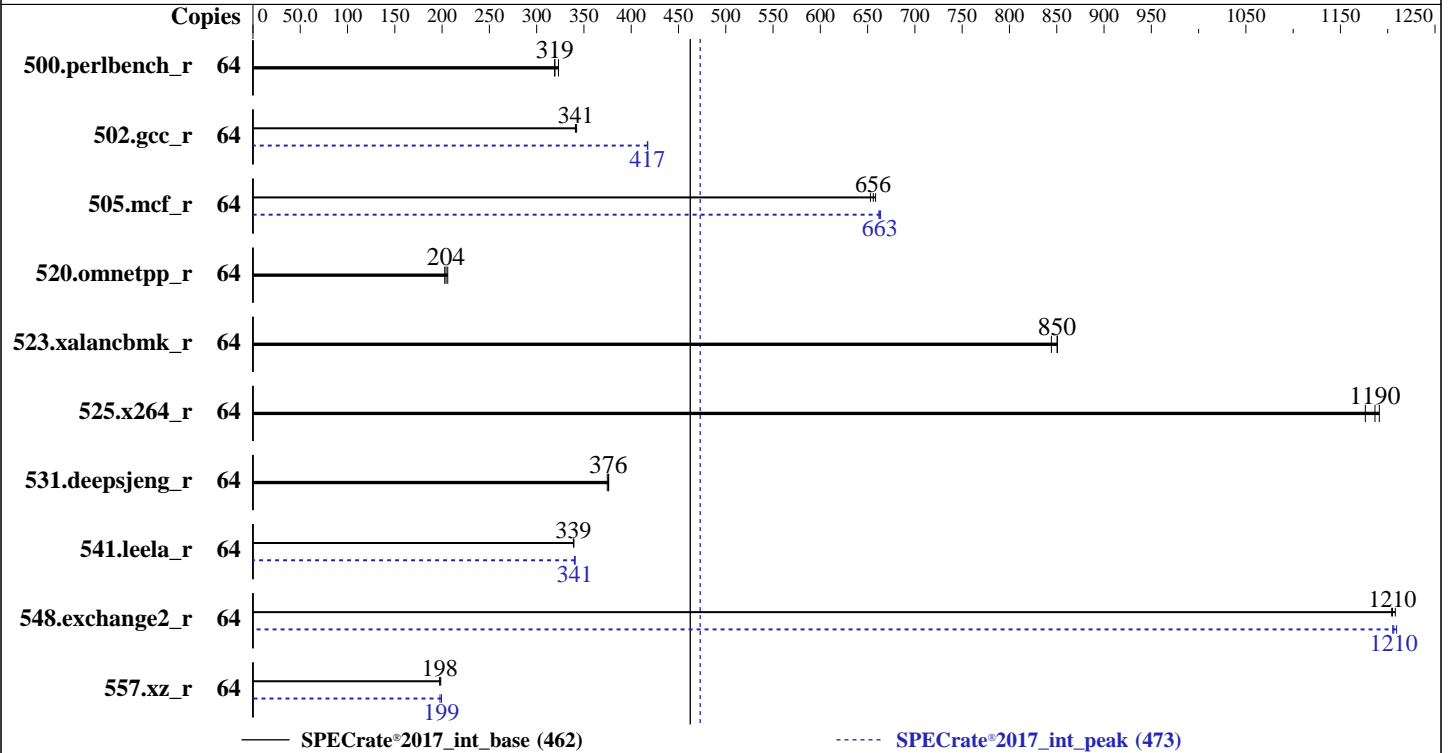 Copies 0 50.0 100 150 200 250 300 350 400 450 500 550 600 650 700 750 800 850 900 950 1050 1150 1250
319
500.perlbench_r 64
341
502.gcc_r 64
417
656
505.mcf_r 64
663
204
520.omnetpp_r 64
850
523.xalancbmk_r 64
1190
525.x264_r 64
376
531.deepsjeng_r 64
339
541.leela_r 64
341
1210
548.exchange2_r 64
1210
198
557.xz_r 64
199
SPECrate®2017_int_base (462) SPECrate®2017_int_peak (473)